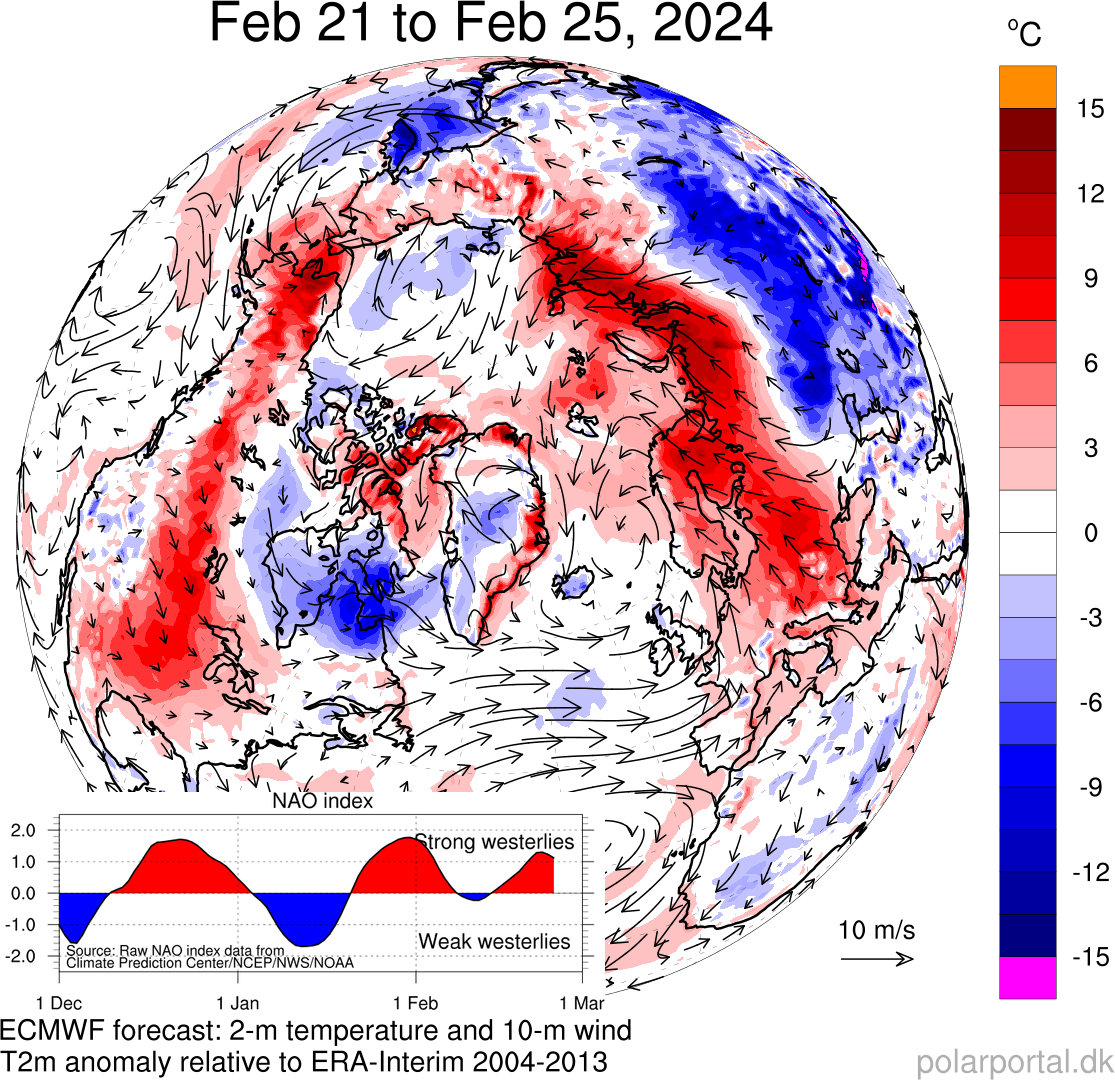 Feb 21 to Feb 25, 2024
°C
15
12
9
6
3
0
-3
-6
-9
-12
-15
10 m/s
NAO index
2.0
1.0
0.0
-1.0
-2.0
Strong westerlies
Weak westerlies
Source: Raw NAO index data from
Climate Prediction Center/NCEP/NWS/NOAA
1 Dec
1 Jan
1 Feb
1 Mar
ECMWF forecast: 2-m temperature and 10-m wind
T2m anomaly relative to ERA-Interim 2004-2013
polarportal.dk